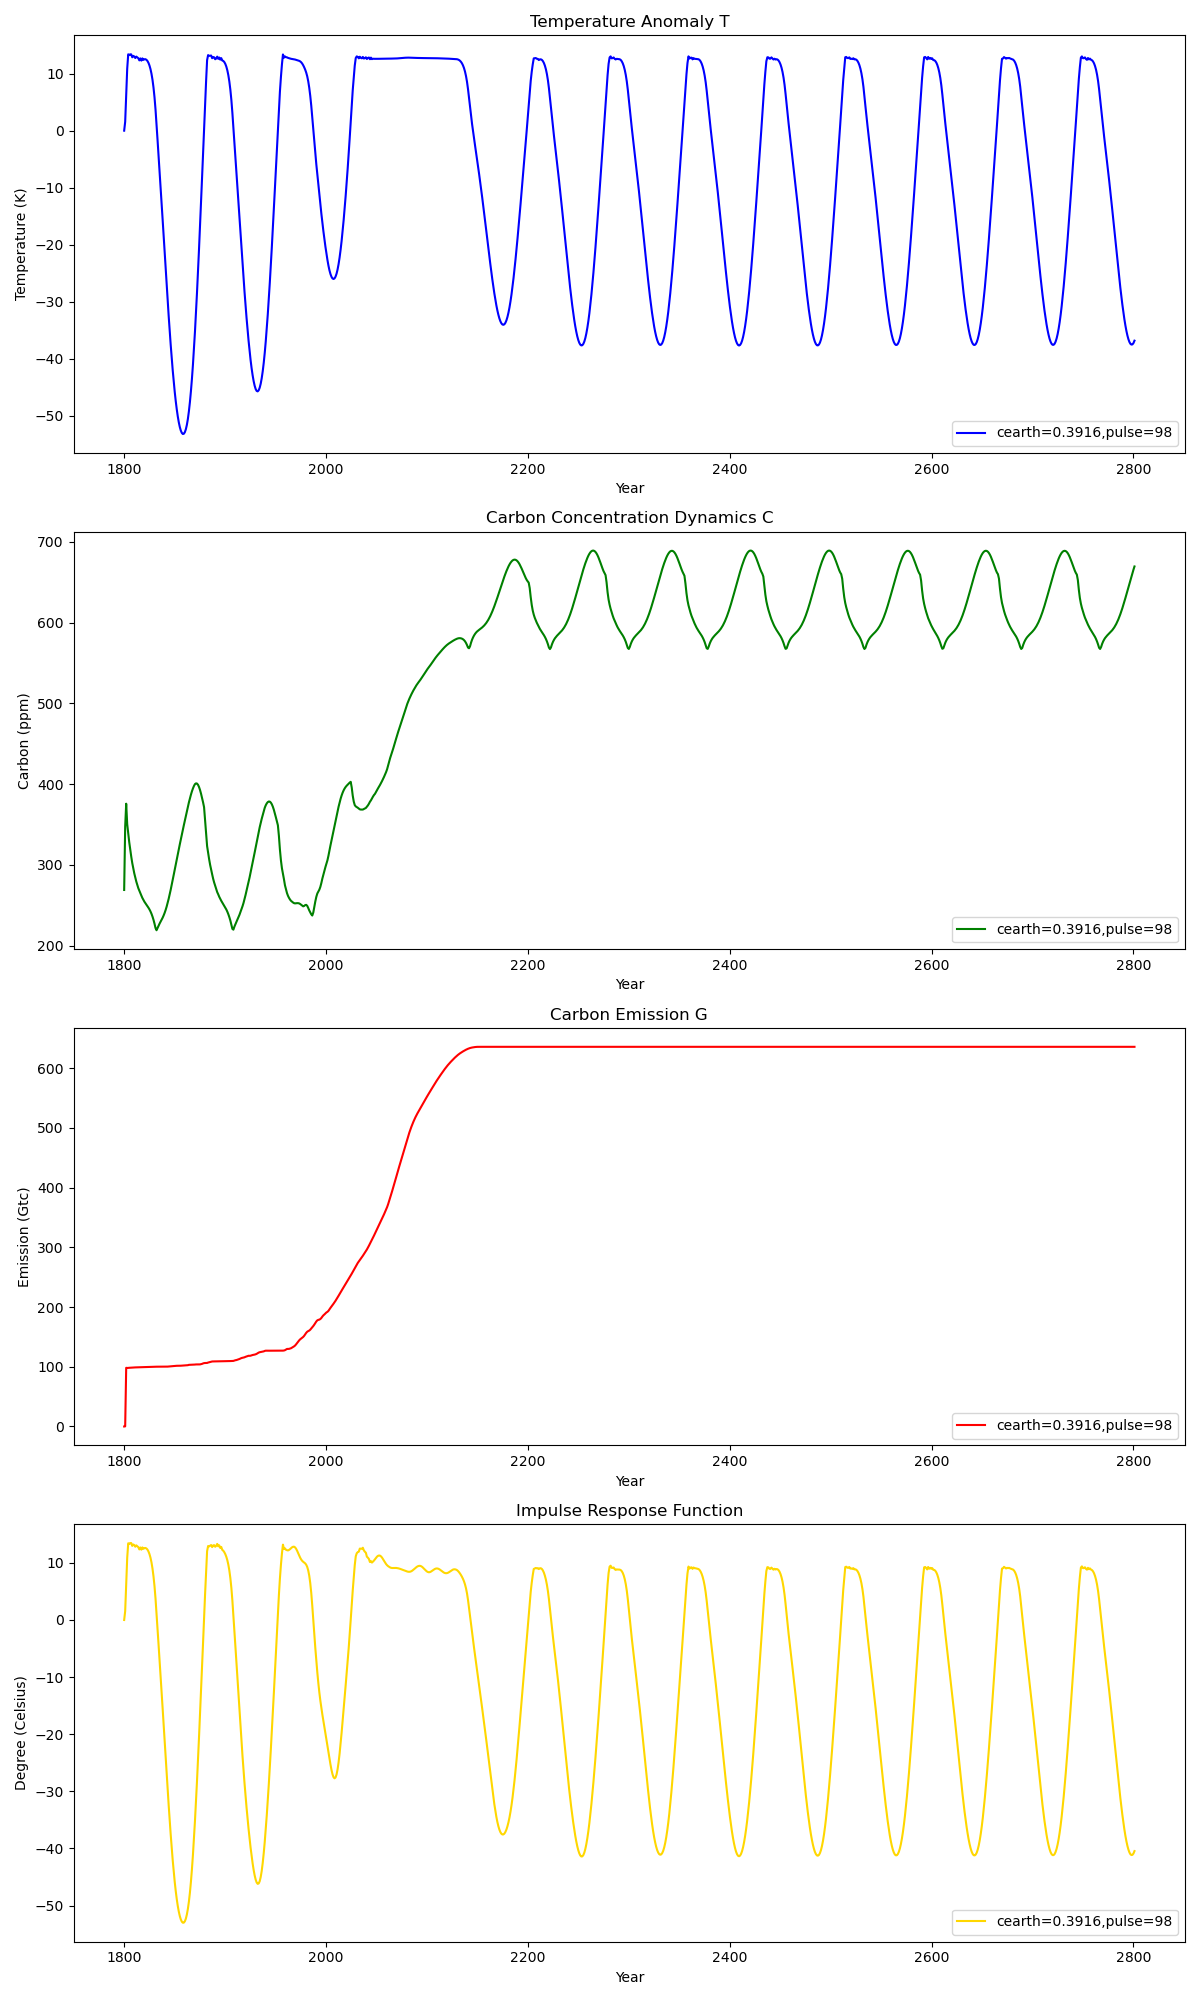 Temperature Anomaly T
Temperature (K)
10
0
−10
−20
−30
−40
−50
cearth=0.3916,pulse=98
1800 2000 2200 2400 2600 2800
Year
Carbon Concentration Dynamics C
Carbon (ppm)
700
600
500
400
300
200
cearth=0.3916,pulse=98
1800 2000 2200 2400 2600 2800
Year
Carbon Emission G
Emission (Gtc)
600
500
400
300
200
100
0
cearth=0.3916,pulse=98
1800 2000 2200 2400 2600 2800
Year
Impulse Response Function
Degree (Celsius)
10
0
−10
−20
−30
−40
−50
cearth=0.3916,pulse=98
1800 2000 2200 2400 2600 2800
Year